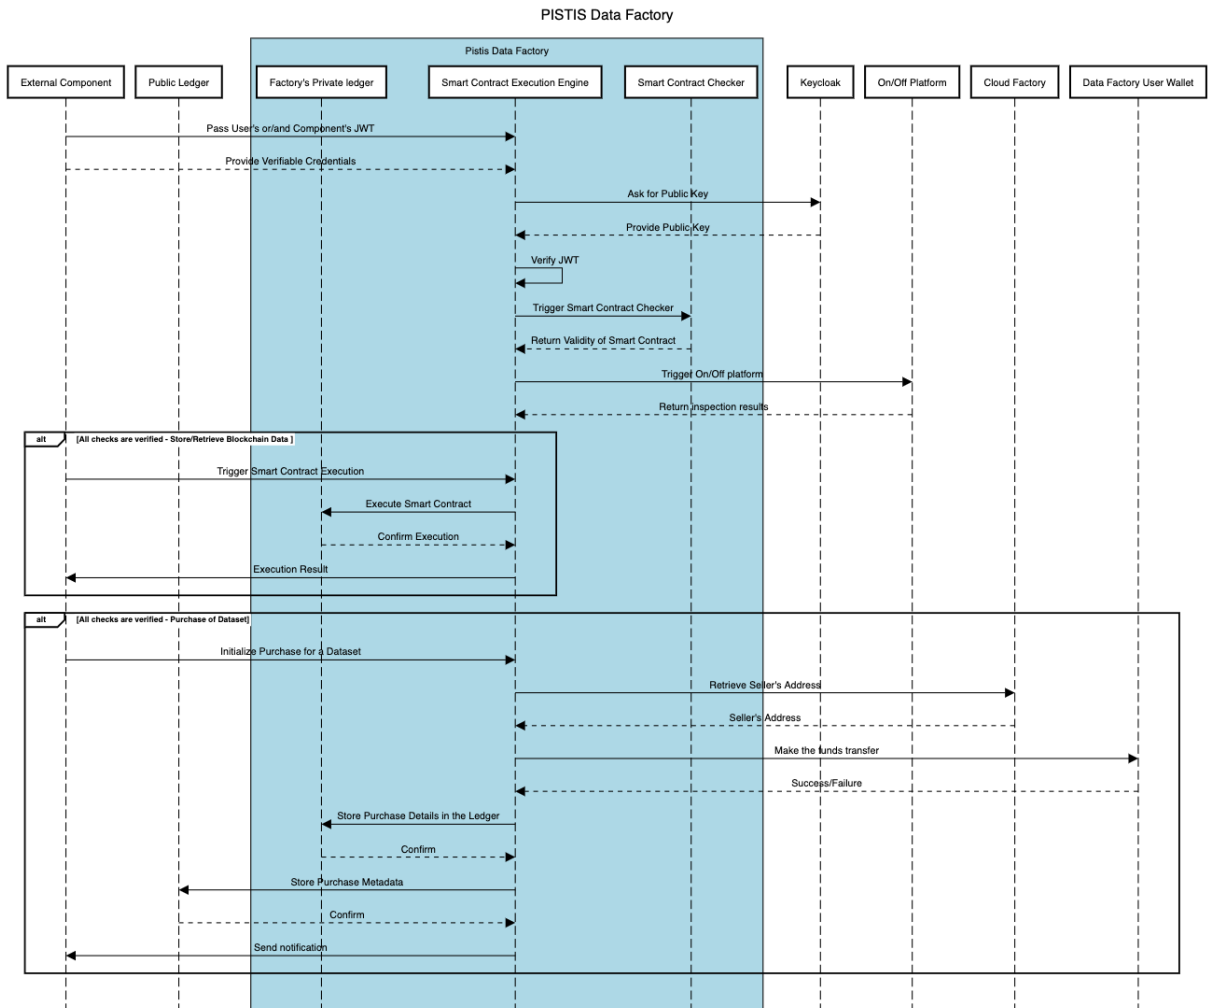 PISTIS Data Factory
Pistis Data Factory
External Component
Public Ledger
Factory's Private ledger
Smart Contract Execution Engine
Smart Contract Checker
Keycloak
On/Off Platform
Cloud Factory
Data Factory User Wallet
Pass User's or/and Component's JWT
Provide Verifiable Credentials
Ask for Public Key
Provide Public Key
Verify JWT
Trigger Smart Contract Checker
Return Validity of Smart Contract
Trigger On/Off platform
Return inspection results
alt [All checks are verified - Store/Retrieve Blockchain Data ]
Trigger Smart Contract Execution
Execute Smart Contract
Confirm Execution
Execution Result
alt [All checks are verified - Purchase of Dataset]
Initialize Purchase for a Dataset
Retrieve Seller's Address
Seller's Address
Make the funds transfer
Success/Failure
Store Purchase Details in the Ledger
Confirm
Store Purchase Metadata
Confirm
Send notification